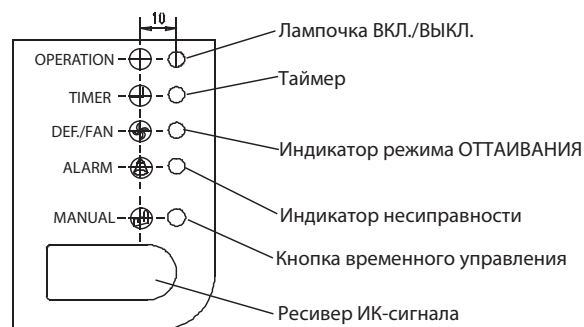 10
OPERATION
Лампочка ВКЛ./ВЫКЛ.
TIMER
Таймер
DEF./FAN
Индикатор режима ОТТАИВАНИЯ
ALARM
Индикатор несиправности
MANUAL
Кнопка временного управления
Ресивер ИК-сигнала